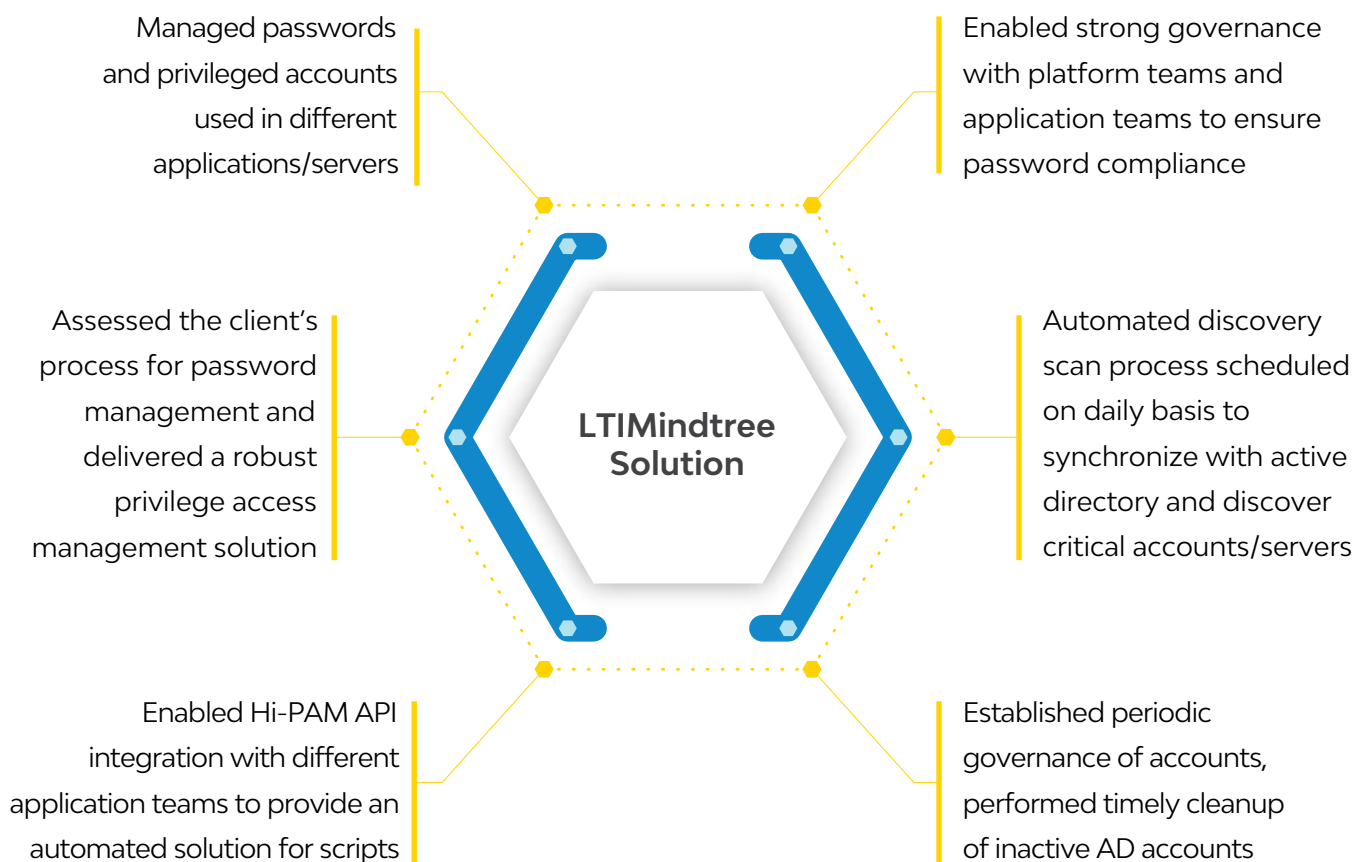 Managed passwords
and privileged accounts
used in different
applications/servers
Enabled strong governance
with platform teams and
application teams to ensure
password compliance
Assessed the client's
process for password
management and
delivered a robust
privilege access
management solution
LTIMindtree
Solution
Automated discovery
scan process scheduled
on daily basis to
synchronize with active
directory and discover
critical accounts/servers
Enabled Hi-PAM API
integration with different
application teams to provide an
automated solution for scripts
Established periodic
governance of accounts,
performed timely cleanup
of inactive AD accounts